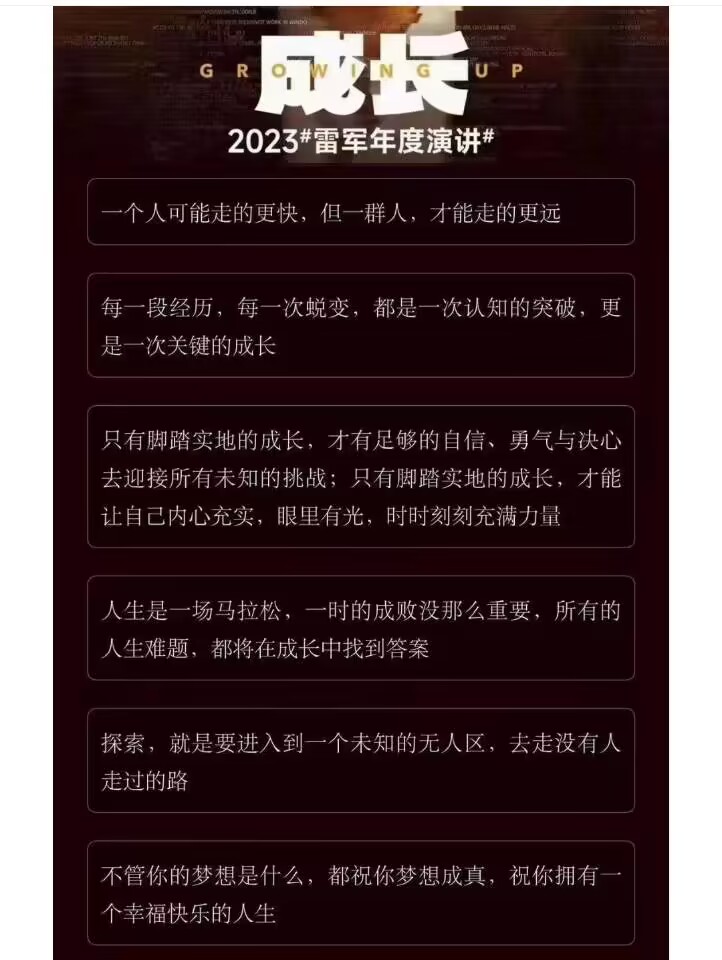 成长
GROWING UP
2023#雷军年度演讲#
一个人可能走的更快，但一群人，才能走的更远
每一段经历，每一次蜕变，都是一次认知的突破，更
是一次关键的成长
只有脚踏实地的成长，才有足够的自信、勇气与决心
去迎接所有未知的挑战；只有脚踏实地的成长，才能
让自己内心充实，眼里有光，时时刻刻充满力量
人生是一场马拉松，一时的成败没那么重要，所有的
人生难题，都将在成长中找到答案
探索，就是要进入到一个未知的无人区，去走没有人
走过的路
不管你的梦想是什么，都祝你梦想成真，祝你拥有一
个幸福快乐的人生